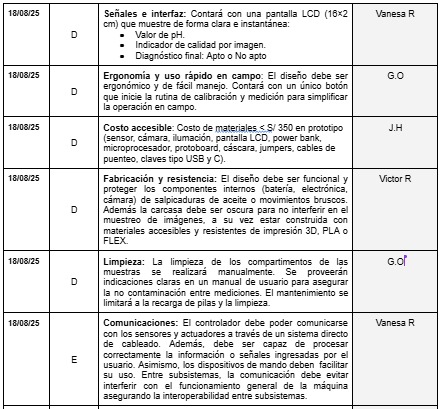 18/08/25
D
Señales e interfaz: Contará con una pantalla LCD (16×2
cm) que muestre de forma clara e instantánea:
• Valor de pH.
• Indicador de calidad por imagen.
• Diagnóstico final: Apto o No apto
Vanesa R
18/08/25
D
Ergonomía y uso rápido en campo: El diseño debe ser
ergonómico y de fácil manejo. Contará con un único botón
que inicie la rutina de calibración y medición para simplificar
la operación en campo.
G.O
18/08/25
D
Costo accesible: Costo de materiales < S/ 350 en prototipo
(sensor, cámara, ilumación, pantalla LCD, power bank,
microprocesador, protoboard, cáscara, jumpers, cables de
puenteo, claves tipo USB y C).
J.H
18/08/25
D
Fabricación y resistencia: El diseño debe ser funcional y
proteger los componentes internos (batería, electrónica,
cámara) de salpicaduras de aceite o movimientos bruscos.
Además la carcasa debe ser oscura para no interferir en el
muestreo de imágenes, a su vez estar construida con
materiales accesibles y resistentes de impresión 3D, PLA o
FLEX.
Victor R
18/08/25
D
Limpieza: La limpieza de los compartimentos de las
muestras se realizará manualmente. Se proveerán
indicaciones claras en un manual de usuario para asegurar
la no contaminación entre mediciones. El mantenimiento se
limitará a la recarga de pilas y la limpieza.
G.O
18/08/25
E
Comunicaciones: El controlador debe poder comunicarse
con los sensores y actuadores a través de un sistema directo
de cableado. Además, debe ser capaz de procesar
correctamente la información o señales ingresadas por el
usuario. Asimismo, los dispositivos de mando deben facilitar
su uso. Entre subsistemas, la comunicación debe evitar
interferir con el funcionamiento general de la máquina
asegurando la interoperabilidad entre subsistemas.
Vanesa R